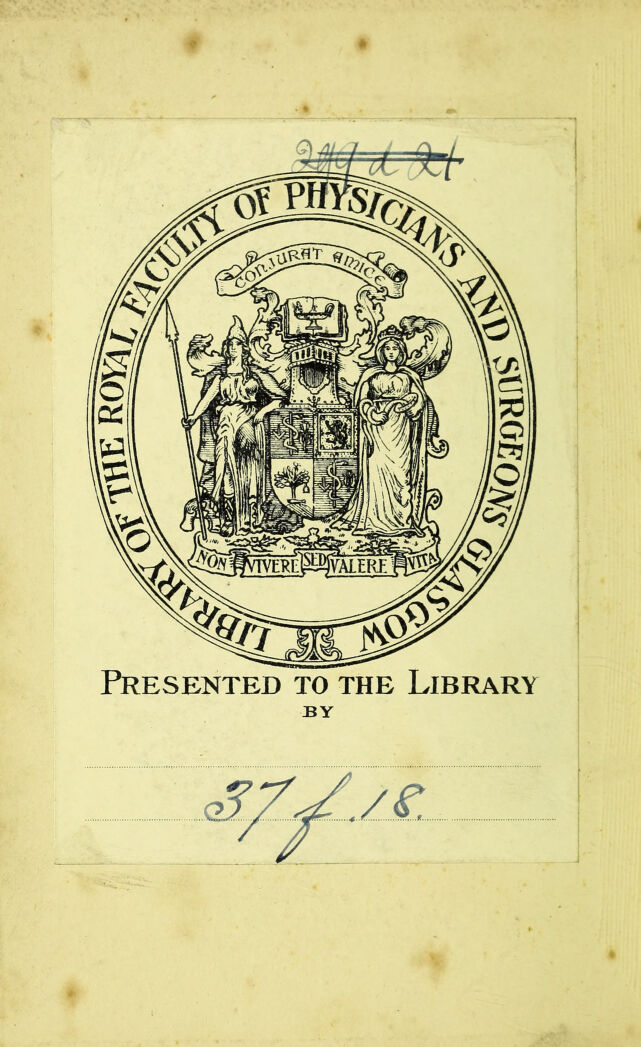 LIBRARY OF THE ROYAL FACULTY OF PHYSICIANS AND SURGEONS GLASGOW
CONJURAT AMICE
NON VIVERE SED VALERE VITA
PRESENTED TO THE LIBRARY
BY
37 f. 18.